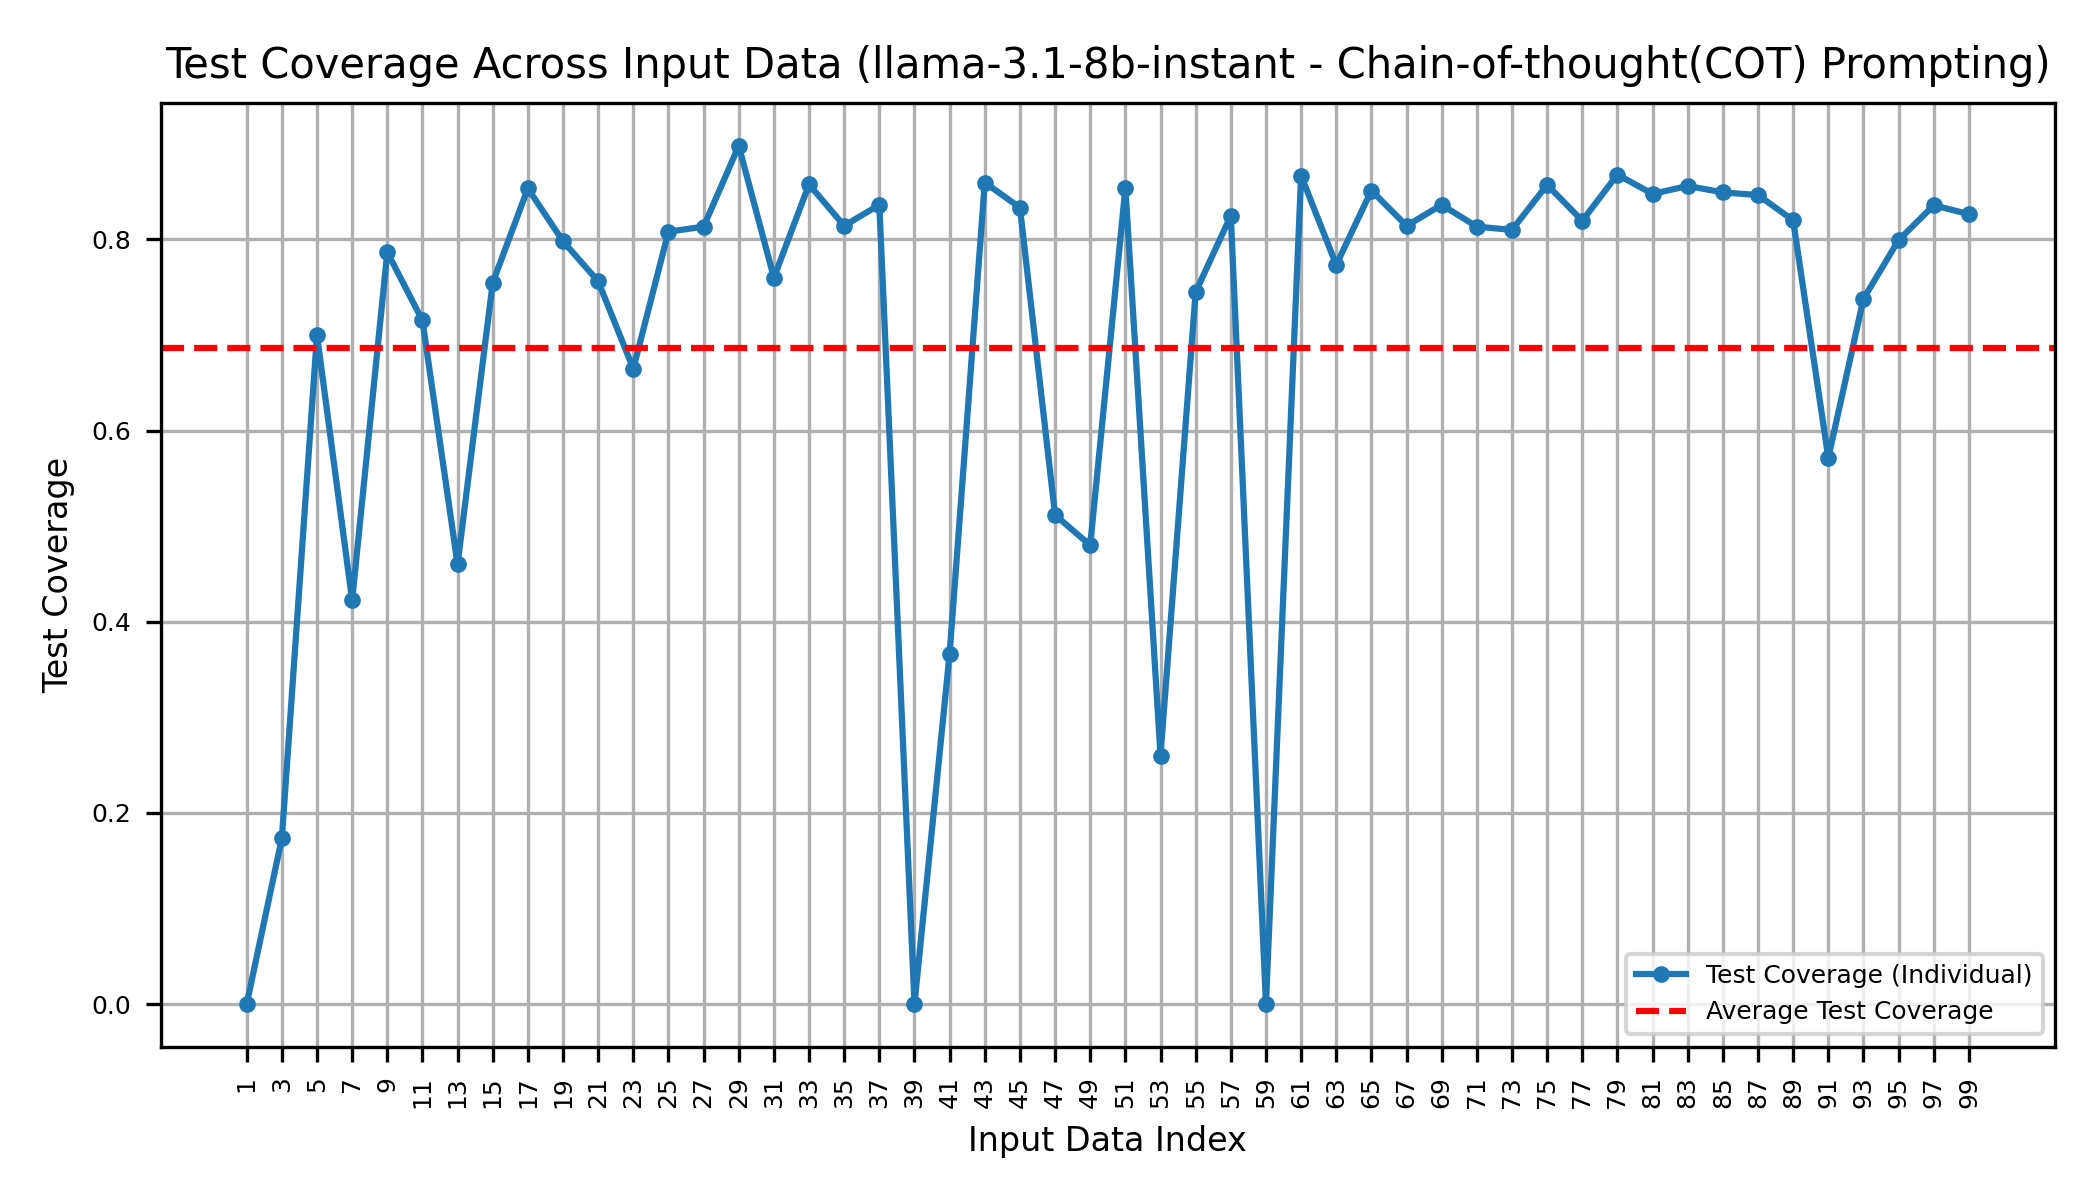 Test Coverage Across Input Data (llama-3.1-8b-instant - Chain-of-thought(COT) Prompting)
Test Coverage
0.8
0.6
0.4
0.2
0.0
Test Coverage (Individual)
Average Test Coverage
1 3 5 7 9 11 13 15 17 19 21 23 25 27 29 31 33 35 37 39 41 43 45 47 49 51 53 55 57 59 61 63 65 67 69 71 73 75 77 79 81 83 85 87 89 91 93 95 97 99
Input Data Index